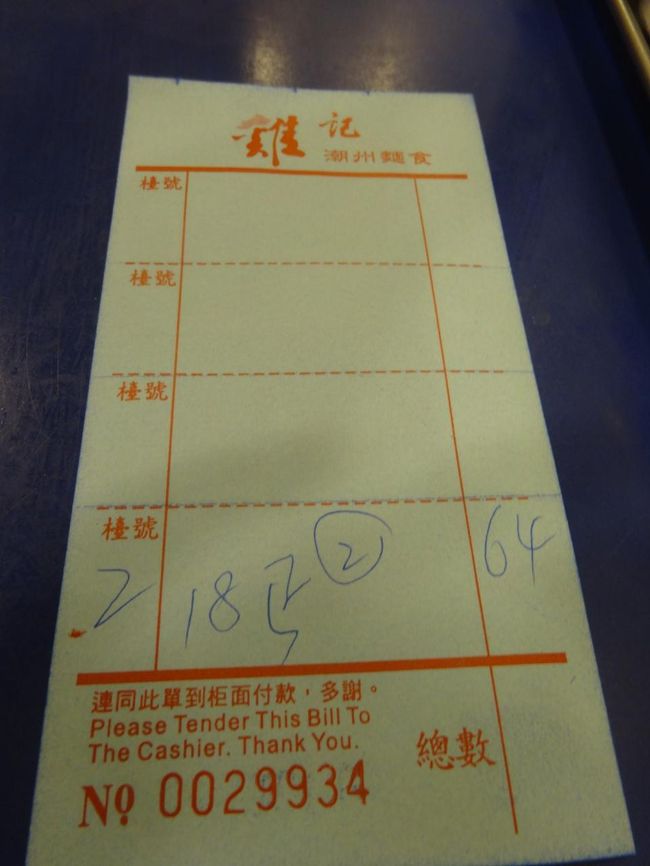 雞記
潮州麵食
檯號
檯號
檯號
檯號
2 18 ② 64
連同此單到柜面付款，多謝。
Please Tender This Bill To
The Cashier. Thank You.
總數
No 0029934